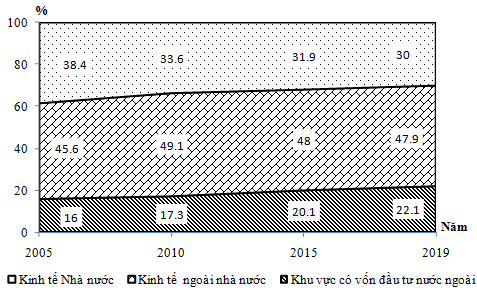 %
100
38.4 33.6 31.9 30
80
60
45.6 49.1 48 47.9
40
20
16 17.3 20.1 22.1
Năm
0
2005 2010 2015 2019
Kinh tế Nhà nước Kinh tế ngoài nhà nước Khu vực có vốn đầu tư nước ngoài